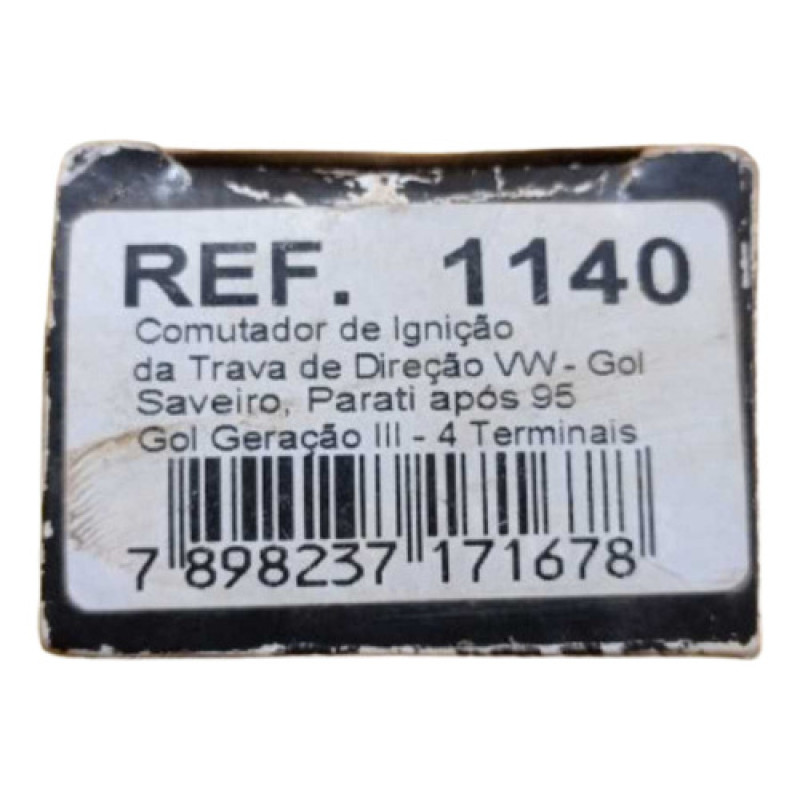 REF. 1140
Comutador de Ignição
da Trava de Direção VW - Gol
Saveiro, Parati após 95
Gol Geração III - 4 Terminais
7 898237 171678